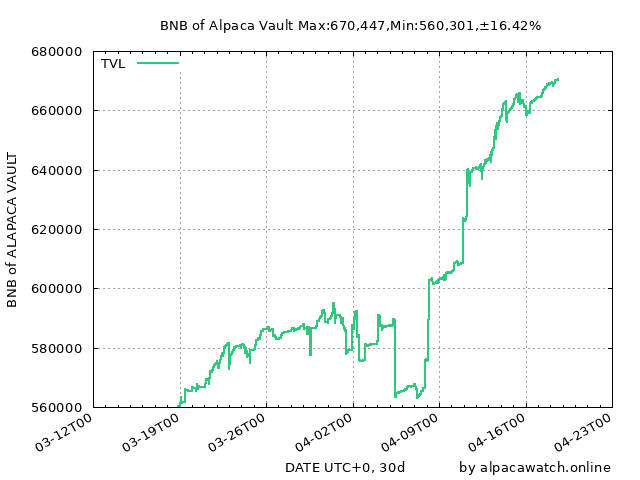 BNB of Alpaca Vault Max:670,447,Min:560,301,±16.42%
TVL
680000
660000
640000
620000
600000
580000
560000
BNB of ALAPACA VAULT
03-12T00
03-19T00
03-26T00
04-02T00
04-09T00
04-16T00
04-23T00
DATE UTC+0, 30d
by alpacawatch.online